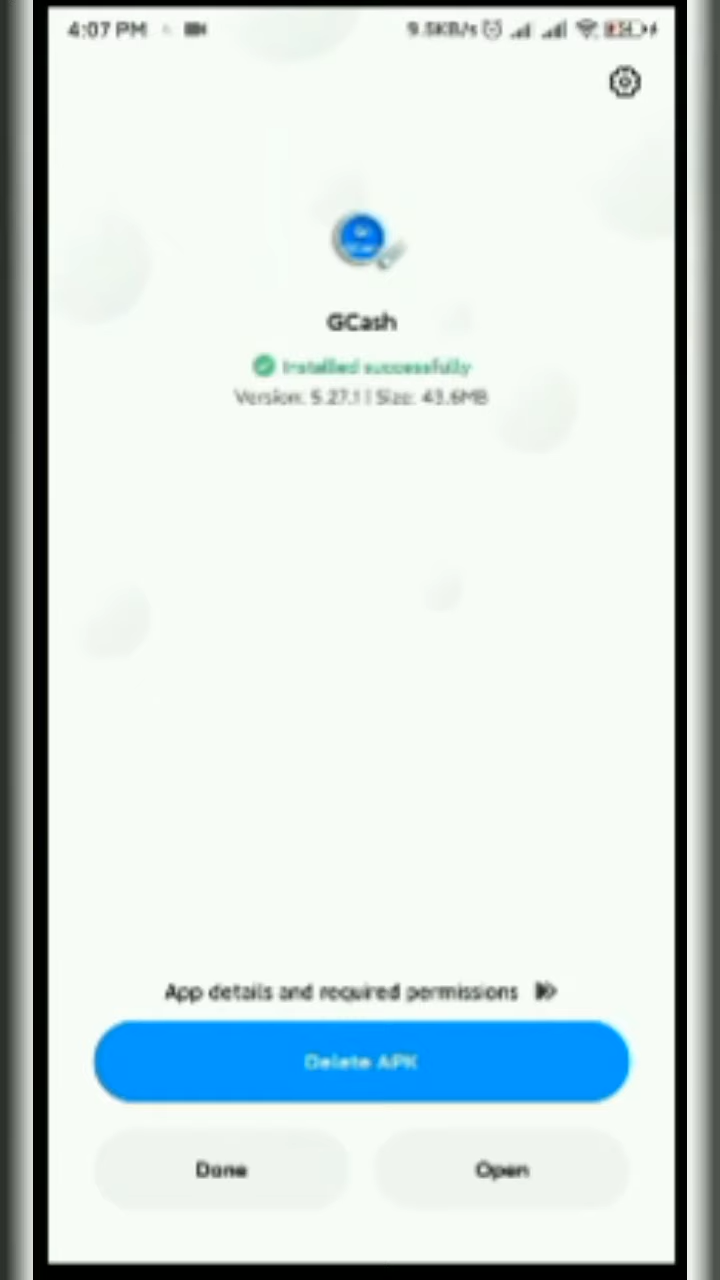 4:07 PM 9.5KB/s
GCash
Installed successfully
Version: 5.27.1 | Size: 43.6MB
App details and required permissions
Delete APK
Done
Open